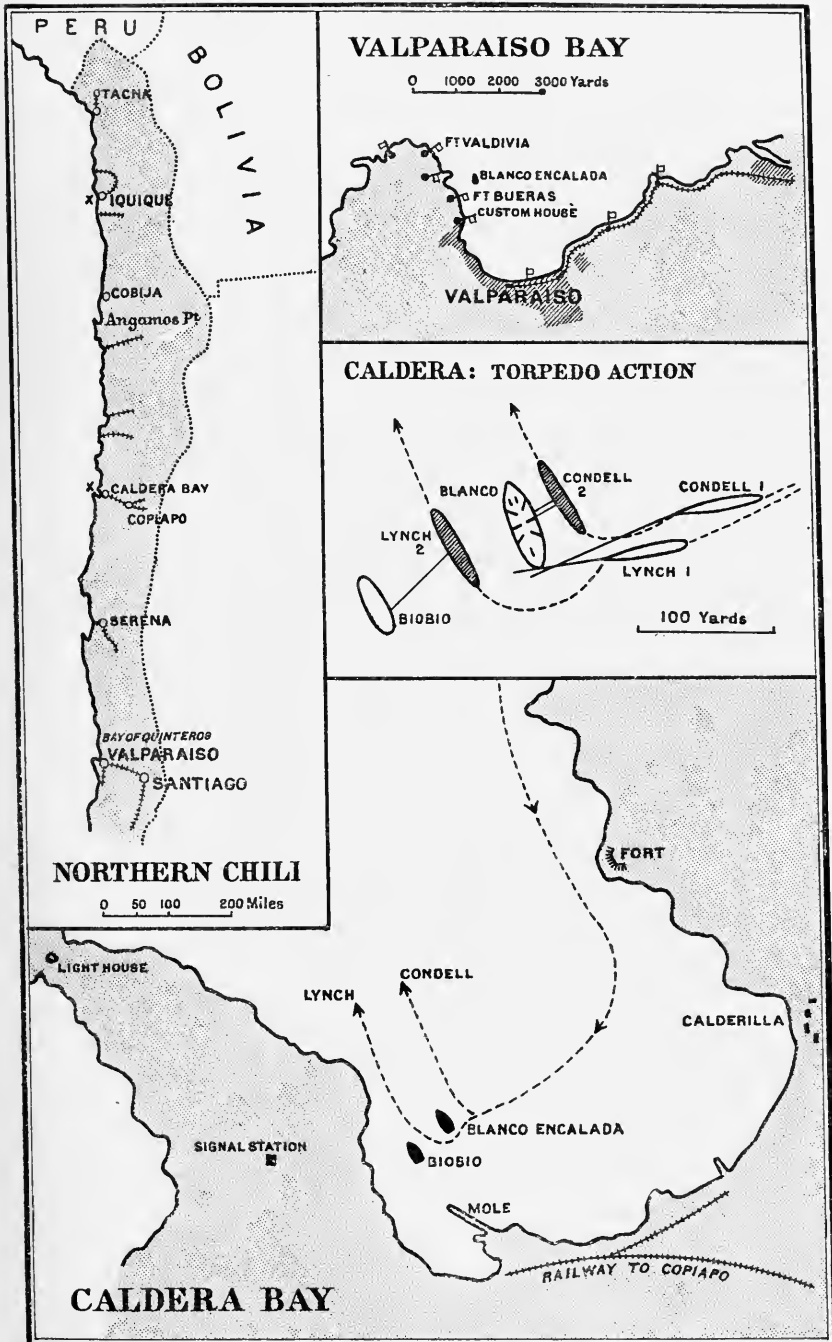 PERU
BOLIVIA
TACNA
X IQUIQUE
COBIJA
Angamos Pt
X CALDERA BAY
COPIAPO
SERENA
BAY OF QUINTEROS
VALPARAISO
SANTIAGO
NORTHERN CHILI
0 50 100 200 Miles
VALPARAISO BAY
0 1000 2000 3000 Yards
FT VALDIVIA
BLANCO ENCALADA
FT BUERAS
CUSTOM HOUSE
VALPARAISO
CALDERA: TORPEDO ACTION
BLANCO
CONDELL
2
CONDELL 1
LYNCH
2
LYNCH 1
BIOBIO
100 Yards
FORT
LIGHT HOUSE
LYNCH
CONDELL
CALDERILLA
BLANCO ENCALADA
SIGNAL STATION
BIOBIO
MOLE
RAILWAY TO COPIAPO
CALDERA BAY